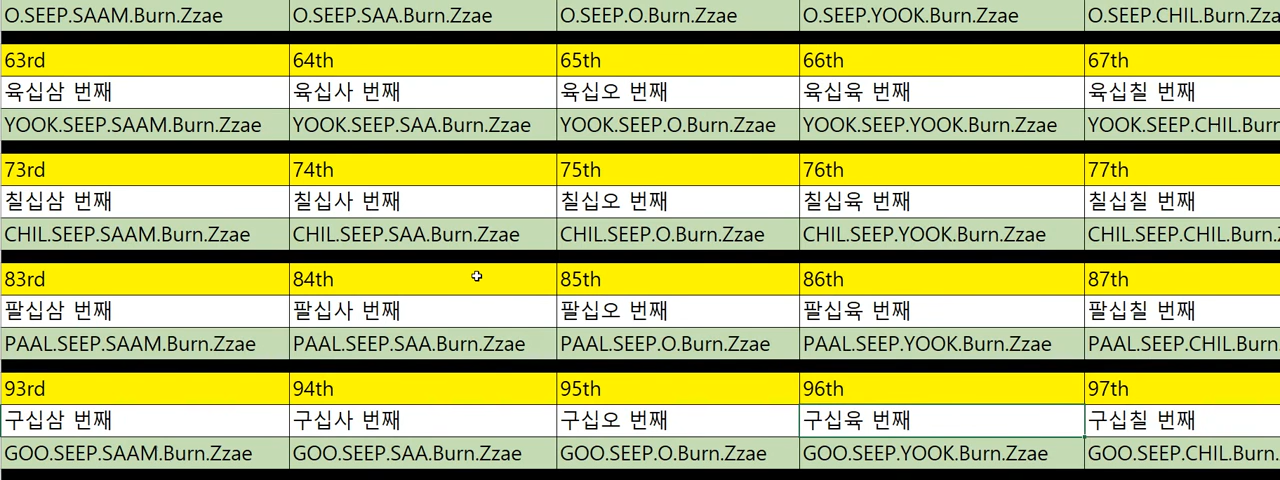 O.SEEP.SAAM.Burn.Zzae O.SEEP.SAA.Burn.Zzae O.SEEP.O.Burn.Zzae O.SEEP.YOOK.Burn.Zzae O.SEEP.CHIL.Burn.Zza
63rd 64th 65th 66th 67th
육십삼 번째 육십사 번째 육십오 번째 육십육 번째 육십칠 번째
YOOK.SEEP.SAAM.Burn.Zzae YOOK.SEEP.SAA.Burn.Zzae YOOK.SEEP.O.Burn.Zzae YOOK.SEEP.YOOK.Burn.Zzae YOOK.SEEP.CHIL.Burn
73rd 74th 75th 76th 77th
칠십삼 번째 칠십사 번째 칠십오 번째 칠십육 번째 칠십칠 번째
CHIL.SEEP.SAAM.Burn.Zzae CHIL.SEEP.SAA.Burn.Zzae CHIL.SEEP.O.Burn.Zzae CHIL.SEEP.YOOK.Burn.Zzae CHIL.SEEP.CHIL.Burn.
83rd 84th 85th 86th 87th
팔십삼 번째 팔십사 번째 팔십오 번째 팔십육 번째 팔십칠 번째
PAAL.SEEP.SAAM.Burn.Zzae PAAL.SEEP.SAA.Burn.Zzae PAAL.SEEP.O.Burn.Zzae PAAL.SEEP.YOOK.Burn.Zzae PAAL.SEEP.CHIL.Burn
93rd 94th 95th 96th 97th
구십삼 번째 구십사 번째 구십오 번째 구십육 번째 구십칠 번째
GOO.SEEP.SAAM.Burn.Zzae GOO.SEEP.SAA.Burn.Zzae GOO.SEEP.O.Burn.Zzae GOO.SEEP.YOOK.Burn.Zzae GOO.SEEP.CHIL.Burn.